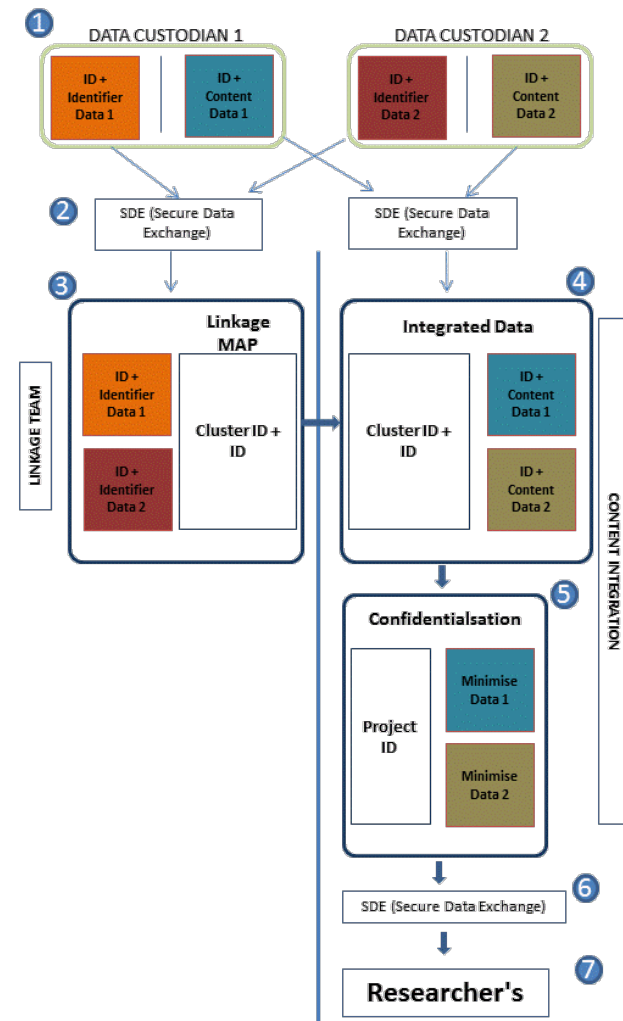 1
DATA CUSTODIAN 1
DATA CUSTODIAN 2
ID +
Identifier
Data 1
ID +
Content
Data 1
ID +
Identifier
Data 2
ID +
Content
Data 2
2
SDE (Secure Data
Exchange)
SDE (Secure Data
Exchange)
3
LINKAGE TEAM
Linkage
MAP
ID +
Identifier
Data 1
ID +
Identifier
Data 2
Cluster ID +
ID
4
Integrated Data
Cluster ID +
ID
ID +
Content
Data 1
ID +
Content
Data 2
CONTENT INTEGRATION
5
Confidentialsation
Project
ID
Minimise
Data 1
Minimise
Data 2
6
SDE (Secure Data Exchange)
7
Researcher's